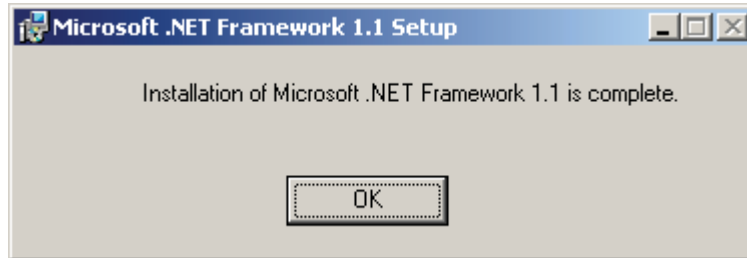 Microsoft .NET Framework 1.1 Setup
Installation of Microsoft .NET Framework 1.1 is complete.
OK